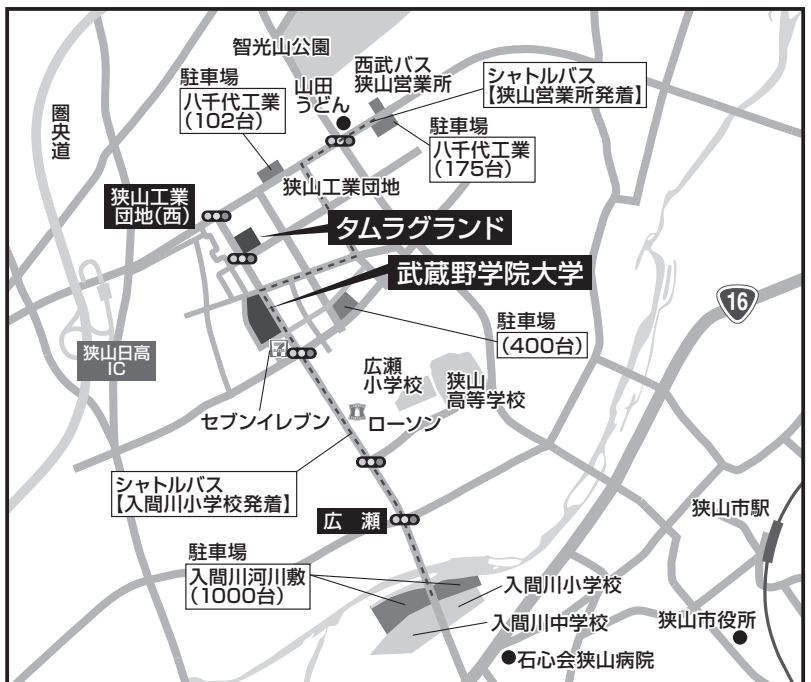 智光山公園
西武バス
狭山営業所
シャトルバス
【狭山営業所発着】
駐車場
八千代工業
(102台)
山田
うどん
駐車場
八千代工業
(175台)
圏央道
狭山工業団地
狭山工業
団地(西)
タムラグランド
武蔵野学院大学
16
駐車場
(400台)
狭山日高
IC
7
広瀬
小学校
狭山
高等学校
セブンイレブン
ローソン
シャトルバス
【入間川小学校発着】
広 瀬
狭山市駅
駐車場
入間川河川敷
(1000台)
入間川小学校
入間川中学校
狭山市役所
石心会狭山病院